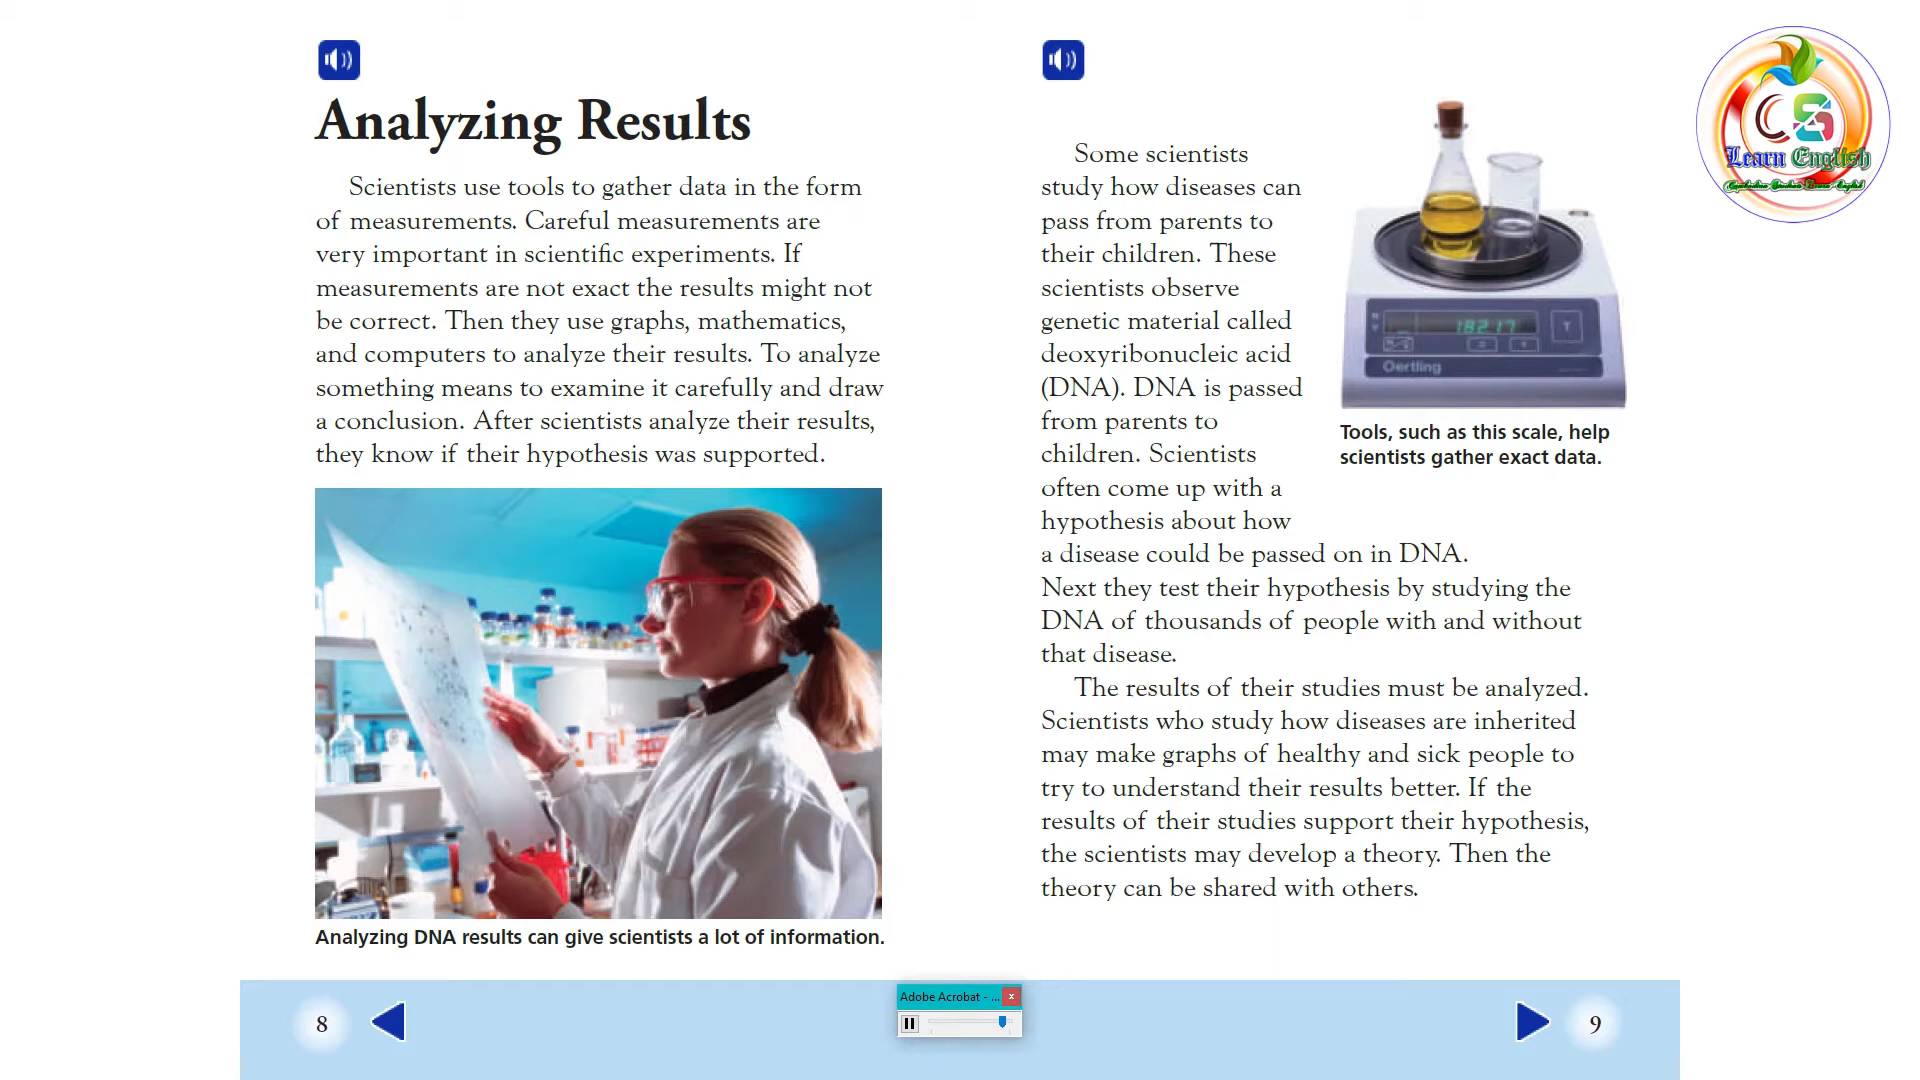 Analyzing Results
Scientists use tools to gather data in the form
of measurements. Careful measurements are
very important in scientific experiments. If
measurements are not exact the results might not
be correct. Then they use graphs, mathematics,
and computers to analyze their results. To analyze
something means to examine it carefully and draw
a conclusion. After scientists analyze their results,
they know if their hypothesis was supported.
Analyzing DNA results can give scientists a lot of information.
8
Some scientists
study how diseases can
pass from parents to
their children. These
scientists observe
genetic material called
deoxyribonucleic acid
(DNA). DNA is passed
from parents to
children. Scientists
often come up with a
hypothesis about how
a disease could be passed on in DNA.
Next they test their hypothesis by studying the
DNA of thousands of people with and without
that disease.
The results of their studies must be analyzed.
Scientists who study how diseases are inherited
may make graphs of healthy and sick people to
try to understand their results better. If the
results of their studies support their hypothesis,
the scientists may develop a theory. Then the
theory can be shared with others.
18217
T
Oertling
Tools, such as this scale, help
scientists gather exact data.
9
Adobe Acrobat - ...
x
CS
Learn English